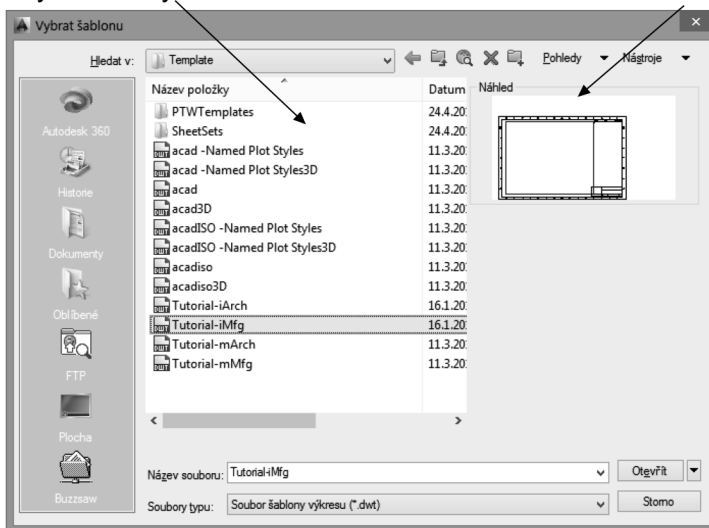 Vybrat šablonu
Hledat v: Template Pohledy Nástroje
Název položky Datum Náhled
PTWTemplates 24.4.20
SheetSets 24.4.20
acad -Named Plot Styles 11.3.20
acad -Named Plot Styles3D 11.3.20
acad 11.3.20
acad3D 11.3.20
acadISO -Named Plot Styles 11.3.20
acadISO -Named Plot Styles3D 11.3.20
acadiso 11.3.20
acadiso3D 11.3.20
Tutorial-iArch 16.1.20
Tutorial-iMfg 16.1.20
Tutorial-mArch 11.3.20
Tutorial-mMfg 11.3.20
Autodesk 360
Historie
Dokumenty
Oblíbené
FTP
Plocha
Buzzsaw
Název souboru: Tutorial-iMfg Otevřít
Soubory typu: Soubor šablony výkresu (*.dwt) Storno